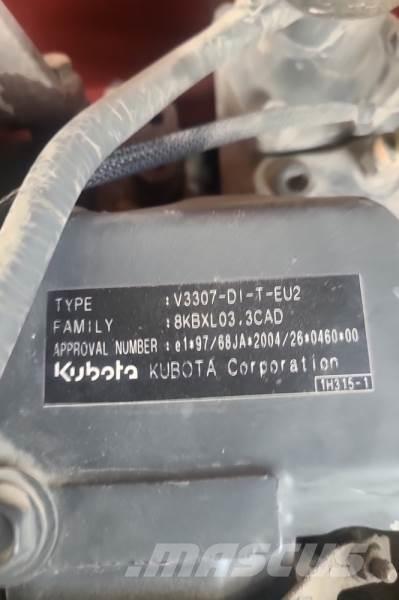 TYPE : V3307-DI-T-EU2
FAMILY : 8KBXL03.3CAD
APPROVAL NUMBER : e1*97/68JA*2004/26*0460*00
Kubota KUBOTA Corporation
1H315-1
MASCUS